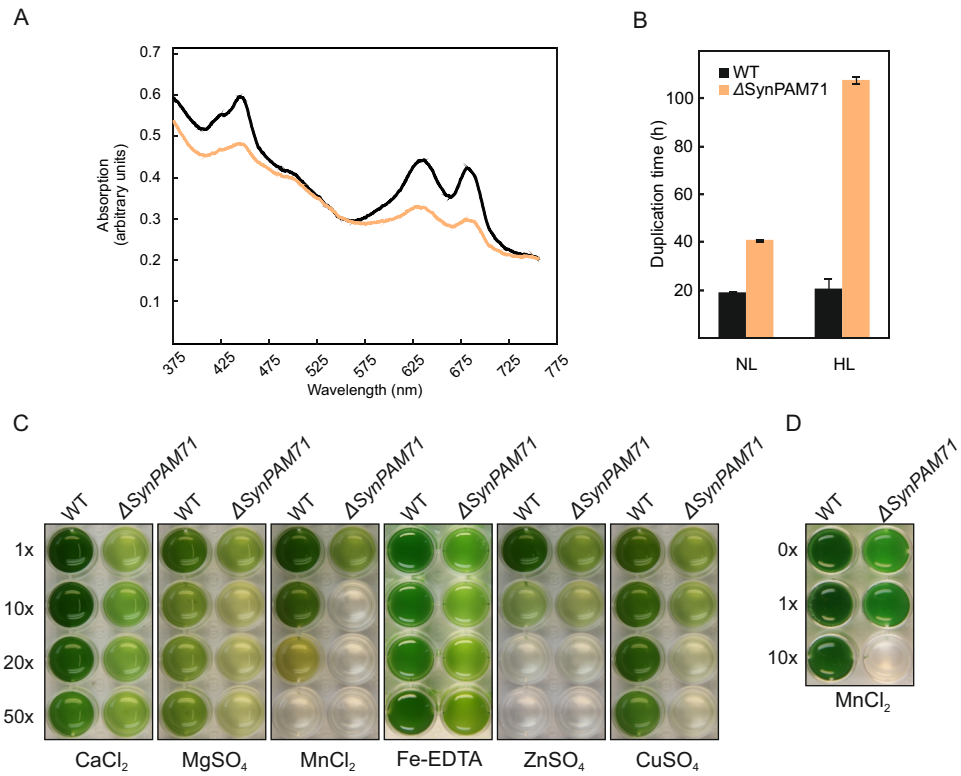 A
0.7
0.6
0.5
0.4
0.3
0.2
0.1
Absorption
(arbitrary units)
375
425
475
525
575
625
675
725
775
Wavelength (nm)
B
WT
ΔSynPAM71
100
80
60
40
20
Duplication time (h)
NL
HL
C
WT
ΔSynPAM71
WT
ΔSynPAM71
WT
ΔSynPAM71
WT
ΔSynPAM71
WT
ΔSynPAM71
WT
ΔSynPAM71
1x
10x
20x
50x
CaCl₂
MgSO₄
MnCl₂
Fe-EDTA
ZnSO₄
CuSO₄
D
WT
ΔSynPAM71
0x
1x
10x
MnCl₂